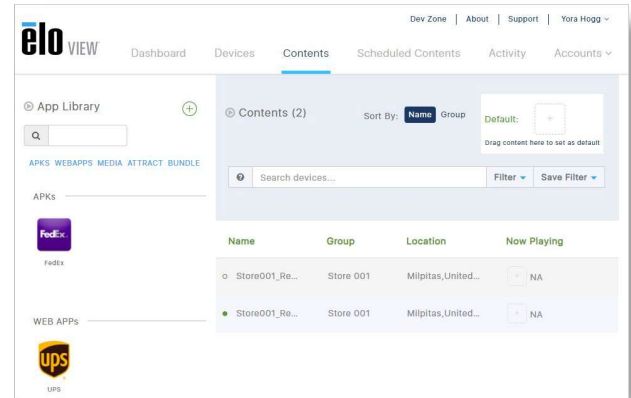 Dev Zone | About | Support | Yora Hogg
elo VIEW Dashboard Devices Contents Scheduled Contents Activity Accounts
App Library
APKS WEBAPPS MEDIA ATTRACT BUNDLE
APKs
FedEx
FedEx
WEB APPs
ups
UPS
Contents (2) Sort By: Name Group
Default:
Drag content here to set as default
Search devices... Filter Save Filter
Name Group Location Now Playing
Store001_Re... Store 001 Milpitas,United... NA
Store001_Re... Store 001 Milpitas,United... NA